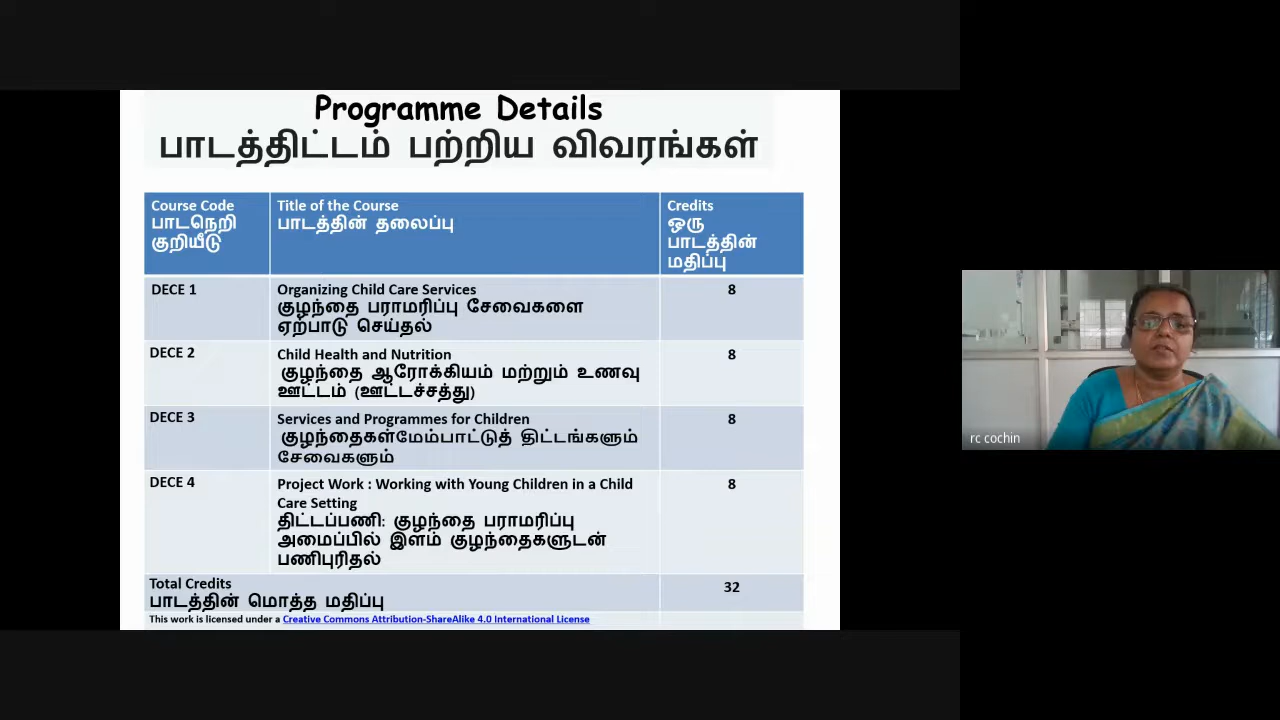 Programme Details
பாடத்திட்டம் பற்றிய விவரங்கள்
Course Code
பாடநெறி
குறியீடு
Title of the Course
பாடத்தின் தலைப்பு
Credits
ஒரு
பாடத்தின்
மதிப்பு
DECE 1
Organizing Child Care Services
குழந்தை பராமரிப்பு சேவைகளை
ஏற்பாடு செய்தல்
8
DECE 2
Child Health and Nutrition
குழந்தை ஆரோக்கியம் மற்றும் உணவு
ஊட்டம் (ஊட்டச்சத்து)
8
DECE 3
Services and Programmes for Children
குழந்தைகள்மேம்பாட்டுத் திட்டங்களும்
சேவைகளும்
8
DECE 4
Project Work : Working with Young Children in a Child
Care Setting
திட்டப்பணி: குழந்தை பராமரிப்பு
அமைப்பில் இளம் குழந்தைகளுடன்
பணிபுரிதல்
8
Total Credits
பாடத்தின் மொத்த மதிப்பு
32
This work is licensed under a Creative Commons Attribution-ShareAlike 4.0 International License
rc cochin